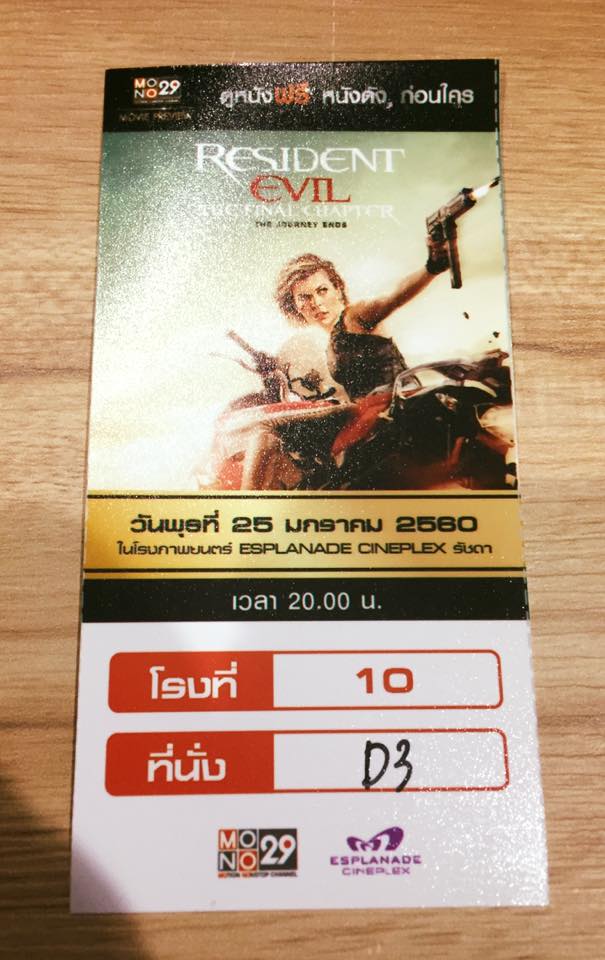 MONO29
MOVIE PREVIEW
ดูหนังฟรี หนังดัง, ก่อนใคร
RESIDENT
EVIL
THE FINAL CHAPTER
THE JOURNEY ENDS
วันพุธที่ 25 มกราคม 2560
ในโรงภาพยนตร์ ESPLANADE CINEPLEX รัชดา
เวลา 20.00 น.
โรงที่ 10
ที่นั่ง D3
MONO29
MOTION NONSTOP CHANNEL
ESPLANADE
CINEPLEX